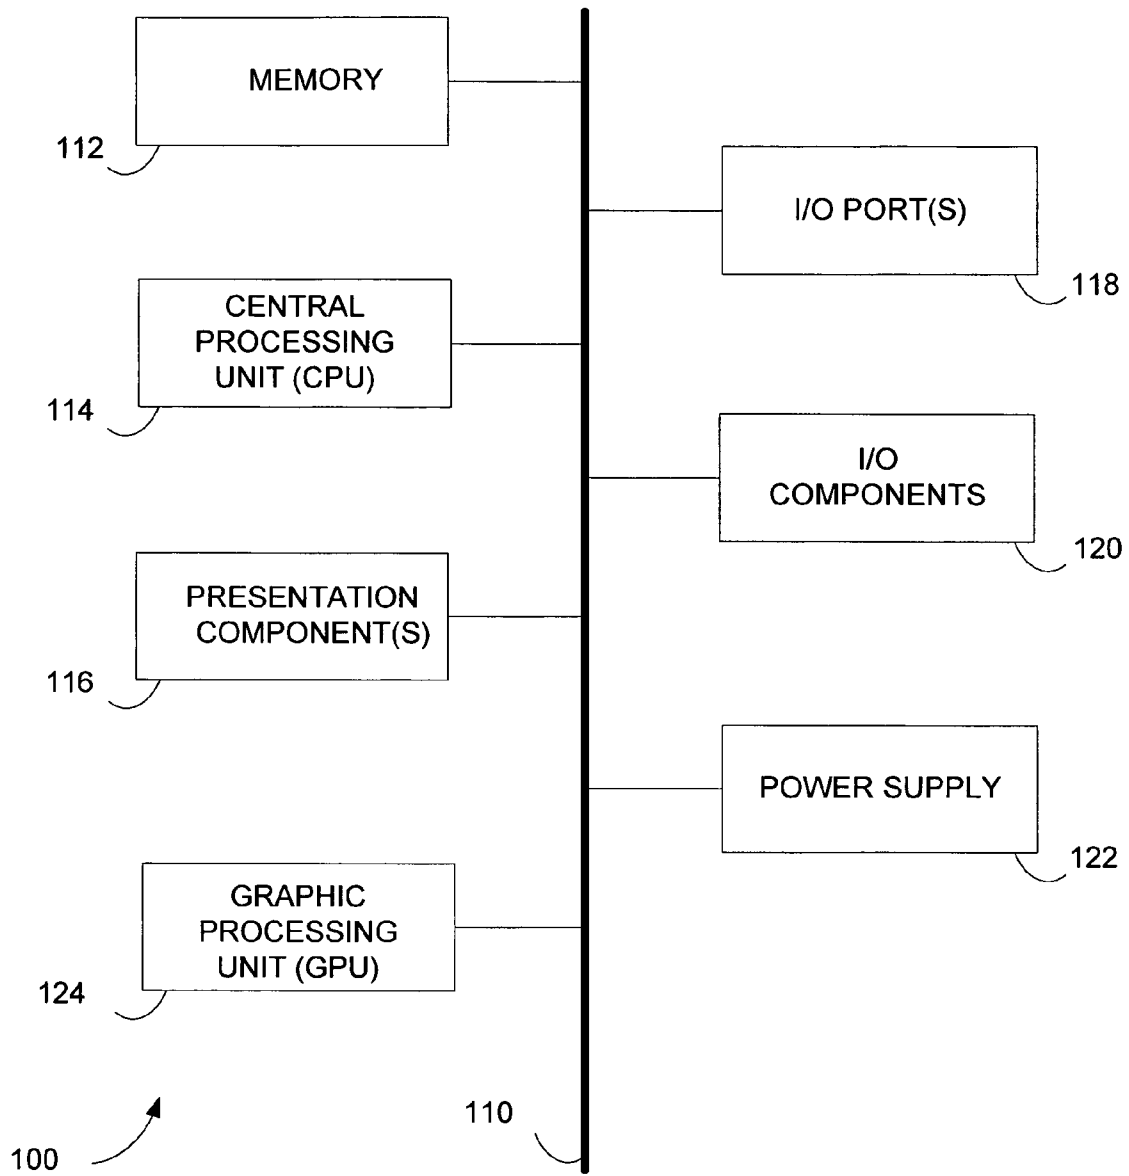 MEMORY
112
I/O PORT(S)
118
CENTRAL
PROCESSING
UNIT (CPU)
114
I/O
COMPONENTS
120
PRESENTATION
COMPONENT(S)
116
POWER SUPPLY
122
GRAPHIC
PROCESSING
UNIT (GPU)
124
110
100